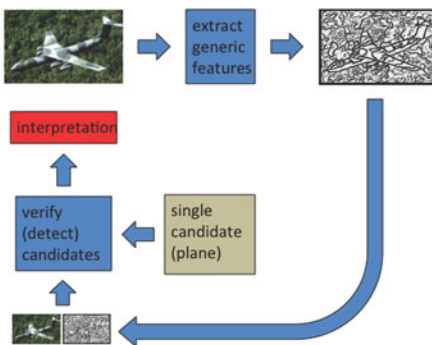 extract
generic
features
interpretation
verify
(detect)
candidates
single
candidate
(plane)